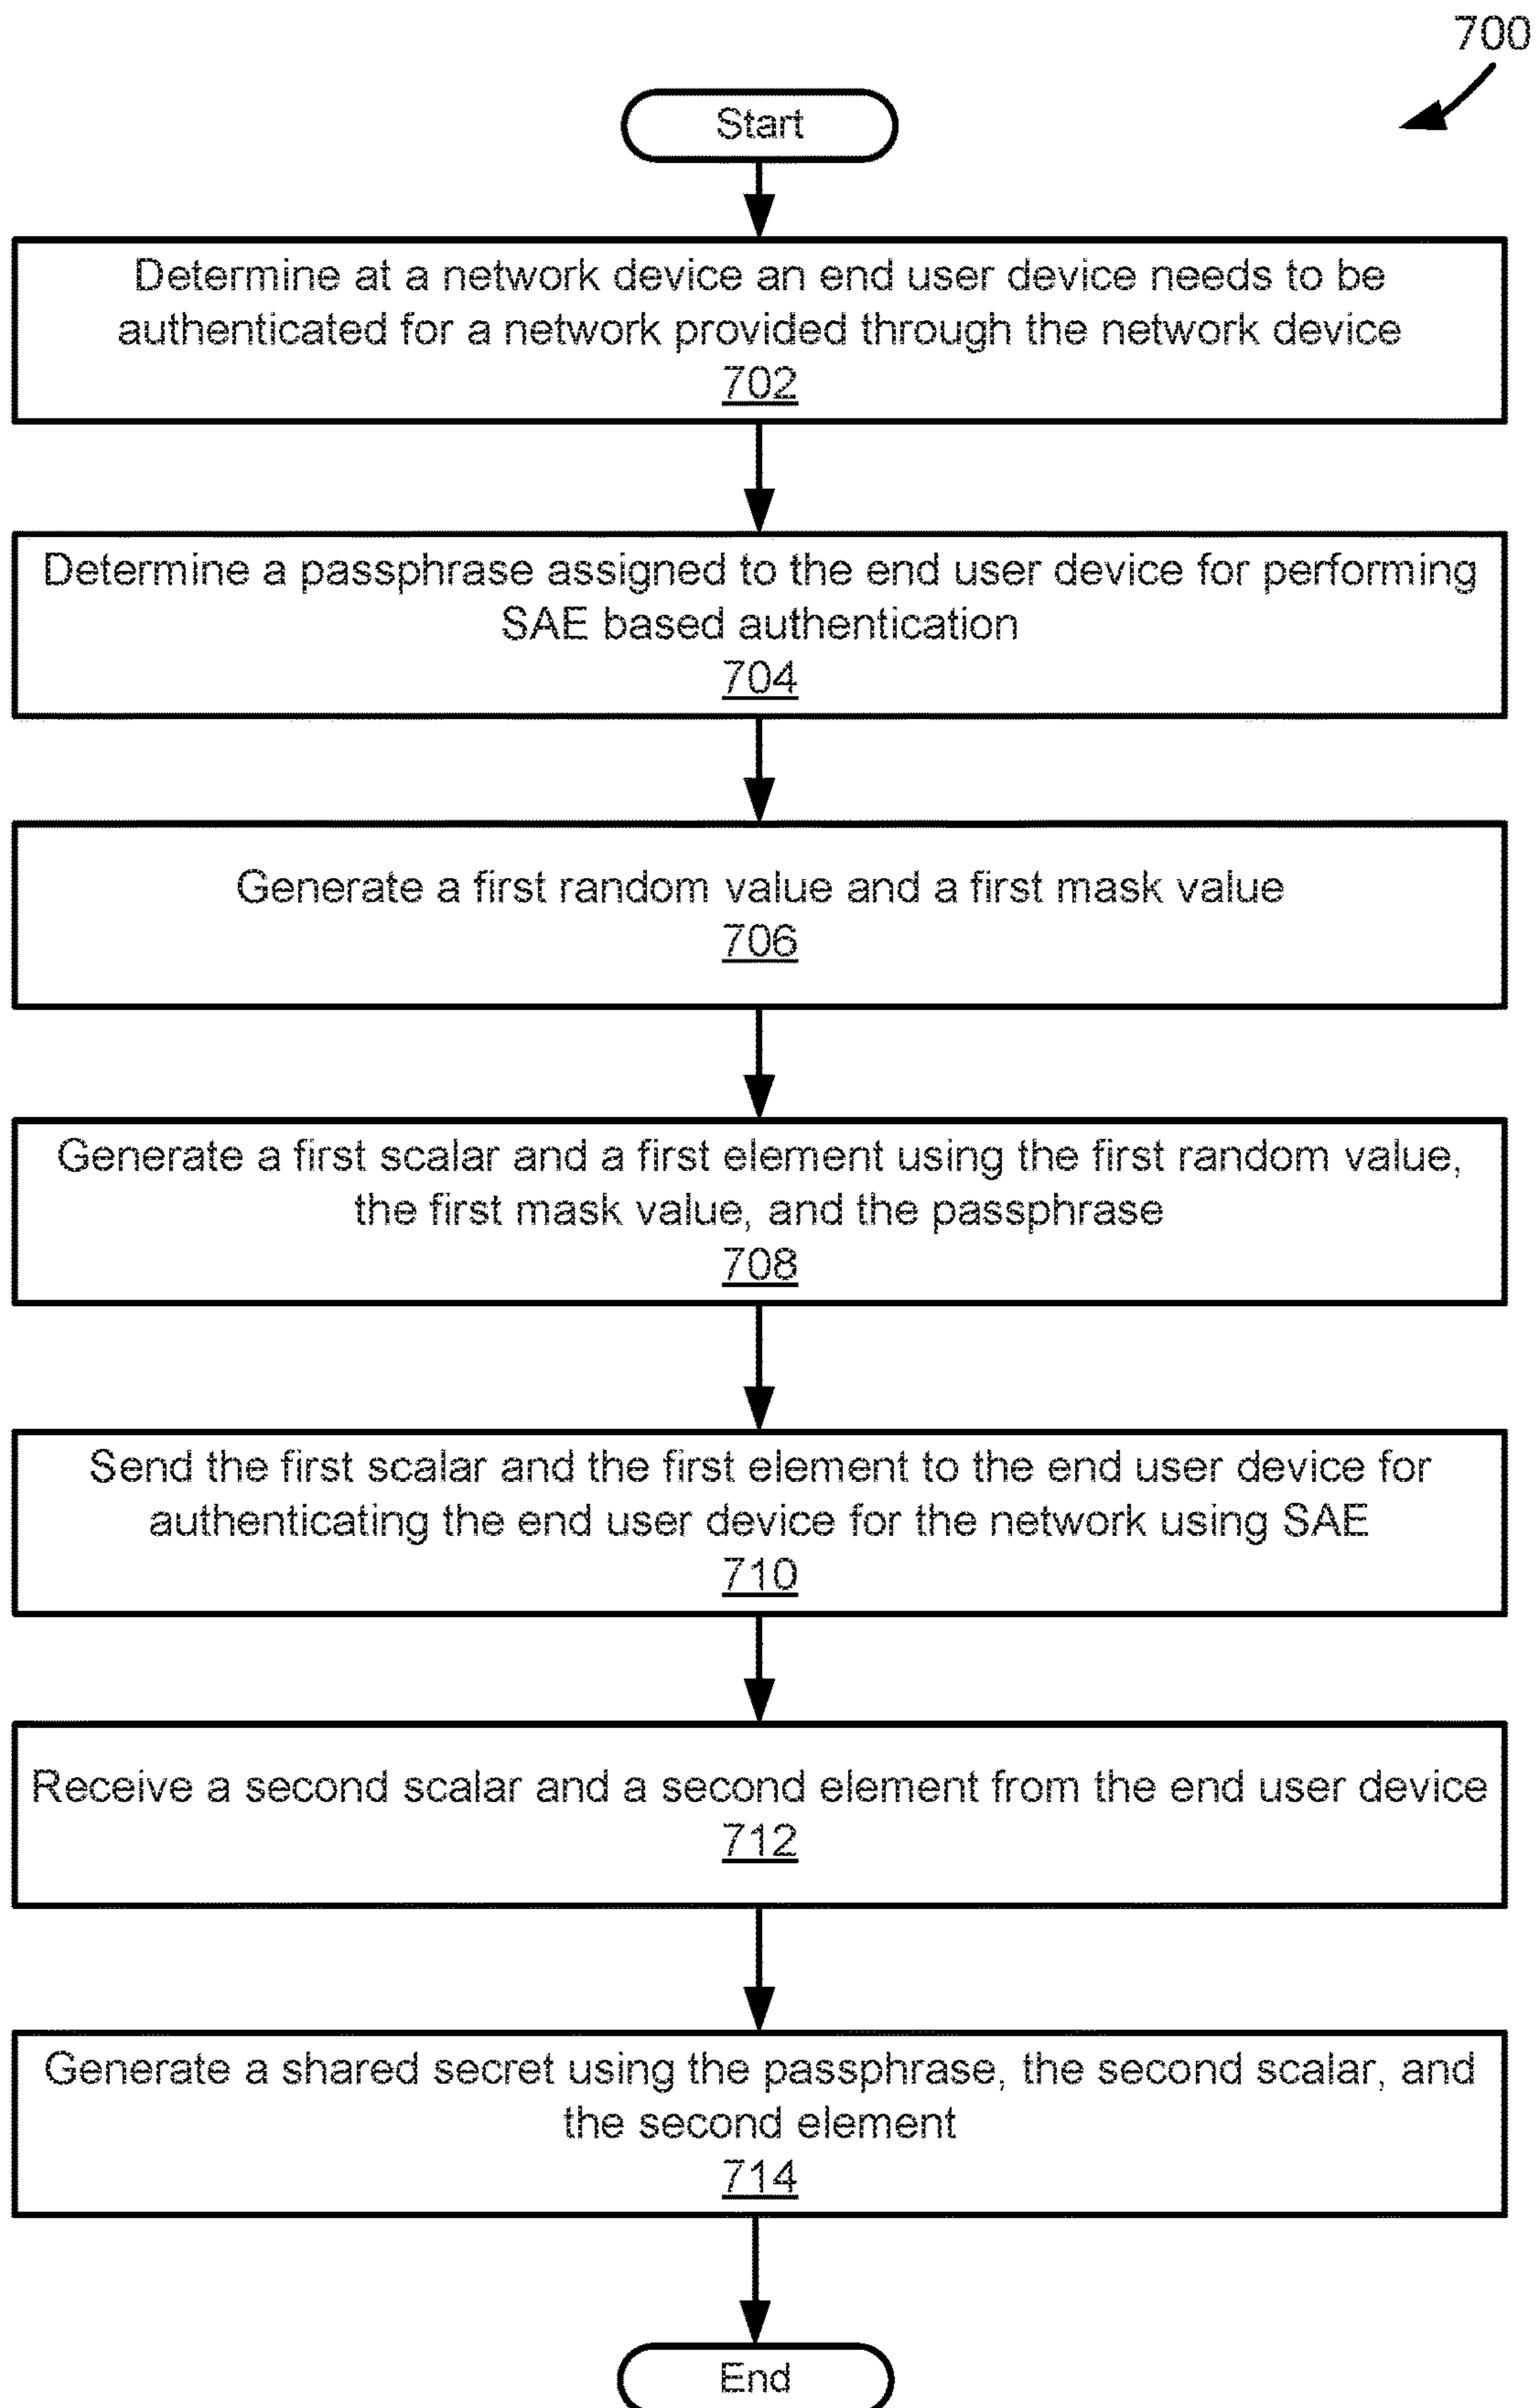 700
Start
Determine at a network device an end user device needs to be
authenticated for a network provided through the network device
702
Determine a passphrase assigned to the end user device for performing
SAE based authentication
704
Generate a first random value and a first mask value
706
Generate a first scalar and a first element using the first random value,
the first mask value, and the passphrase
708
Send the first scalar and the first element to the end user device for
authenticating the end user device for the network using SAE
710
Receive a second scalar and a second element from the end user device
712
Generate a shared secret using the passphrase, the second scalar, and
the second element
714
End